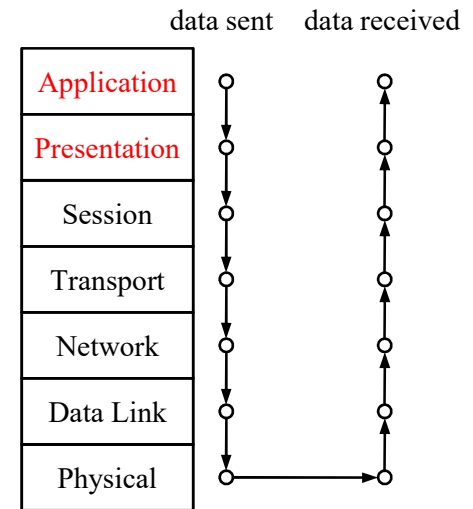 data sent data received
Application
Presentation
Session
Transport
Network
Data Link
Physical